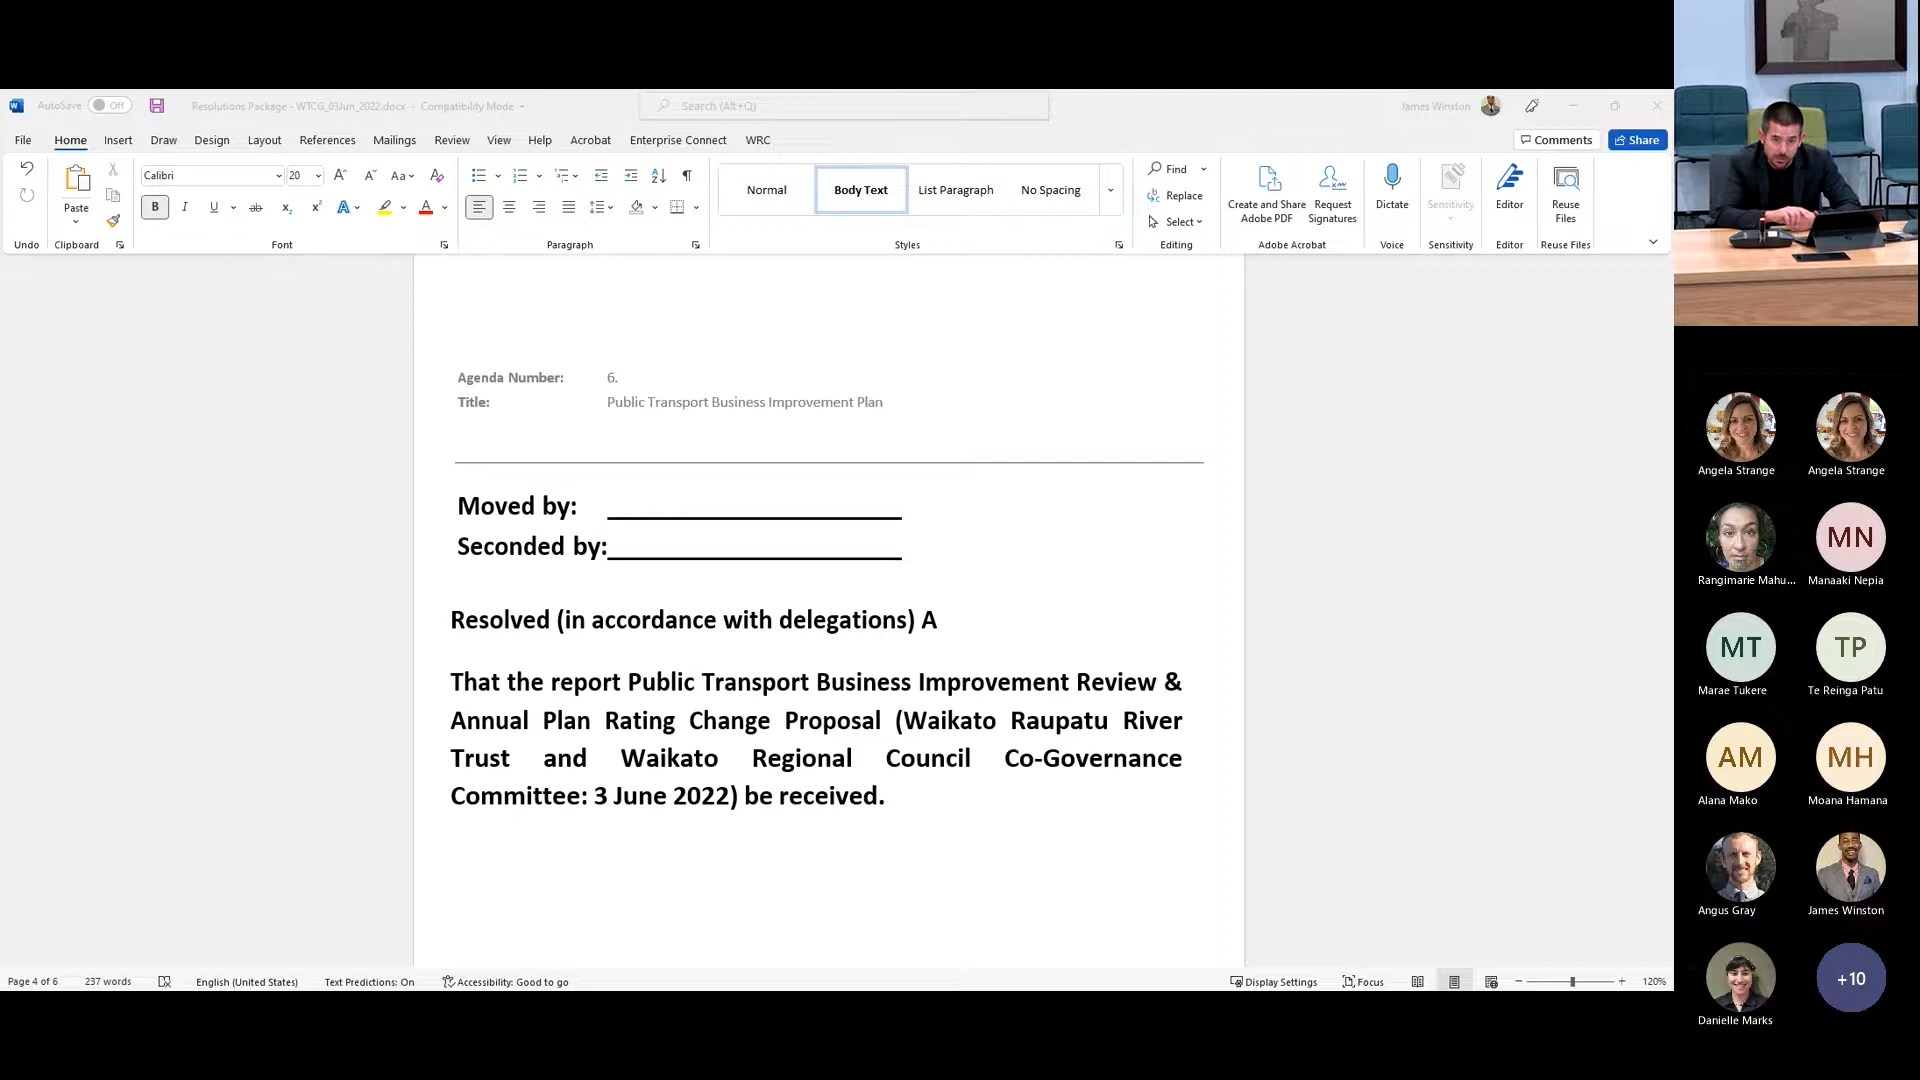 AutoSave Off Resolutions Package - WTCG_03Jun_2022.docx - Compatibility Mode Search (Alt+Q) James Winston
File Home Insert Draw Design Layout References Mailings Review View Help Acrobat Enterprise Connect WRC Comments Share
Paste
Calibri 20
Normal Body Text List Paragraph No Spacing
Find
Replace
Select
Create and Share Adobe PDF
Request Signatures
Dictate
Sensitivity
Editor
Reuse Files
Undo Clipboard Font Paragraph Styles Editing Adobe Acrobat Voice Sensitivity Editor Reuse Files
Agenda Number: 6.
Title: Public Transport Business Improvement Plan
Moved by:
Seconded by:
Resolved (in accordance with delegations) A
That the report Public Transport Business Improvement Review &
Annual Plan Rating Change Proposal (Waikato Raupatu River
Trust and Waikato Regional Council Co-Governance
Committee: 3 June 2022) be received.
Page 4 of 6 237 words English (United States) Text Predictions: On Accessibility: Good to go Display Settings Focus 120%
Angela Strange Angela Strange
MN
Rangimarie Mahu... Manaaki Nepia
MT TP
Marae Tukere Te Reinga Patu
AM MH
Alana Mako Moana Hamana
Angus Gray James Winston
+10
Danielle Marks